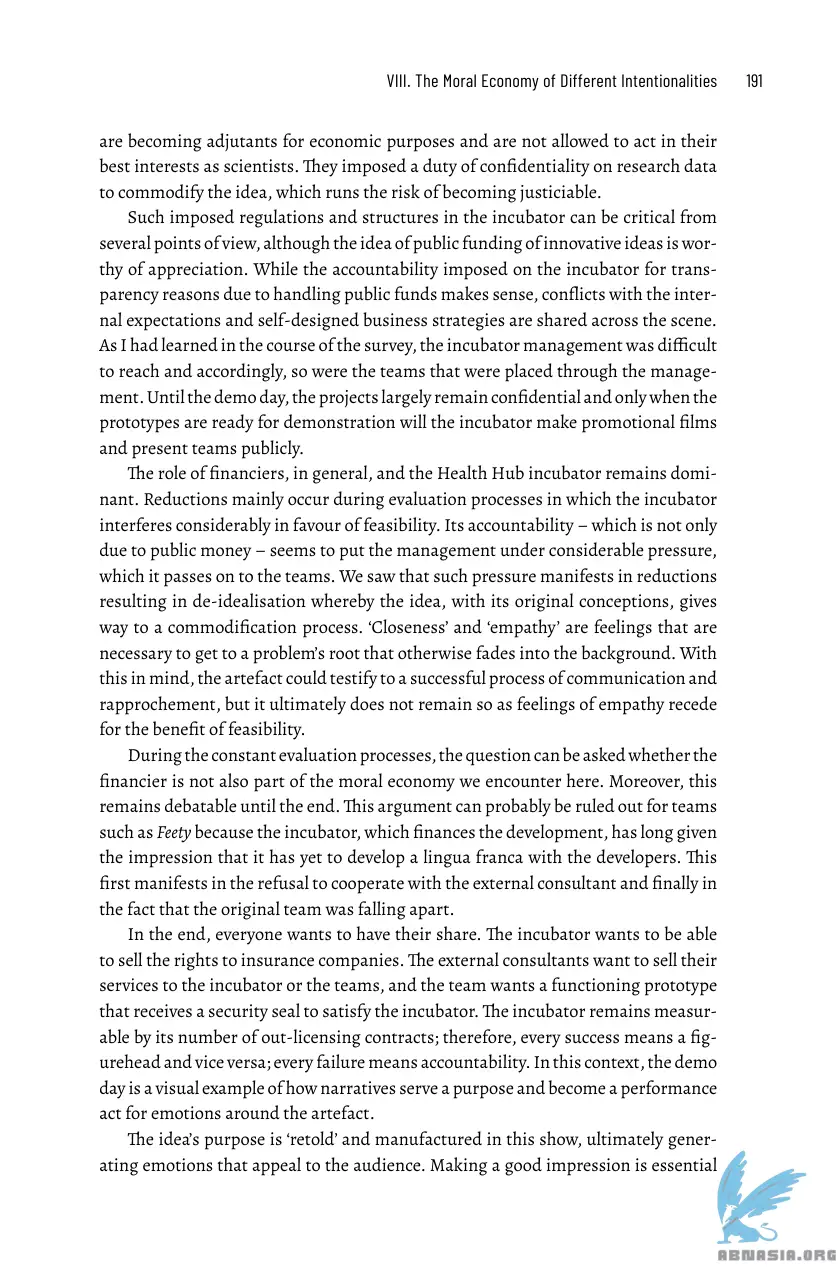 VIII. The Moral Economy of Different Intentionalities 191
are becoming adjutants for economic purposes and are not allowed to act in their
best interests as scientists. They imposed a duty of confidentiality on research data
to commodify the idea, which runs the risk of becoming justiciable.
Such imposed regulations and structures in the incubator can be critical from
several points of view, although the idea of public funding of innovative ideas is wor-
thy of appreciation. While the accountability imposed on the incubator for trans-
parency reasons due to handling public funds makes sense, conflicts with the inter-
nal expectations and self-designed business strategies are shared across the scene.
As I had learned in the course of the survey, the incubator management was difficult
to reach and accordingly, so were the teams that were placed through the manage-
ment. Until the demo day, the projects largely remain confidential and only when the
prototypes are ready for demonstration will the incubator make promotional films
and present teams publicly.
The role of financiers, in general, and the Health Hub incubator remains domi-
nant. Reductions mainly occur during evaluation processes in which the incubator
interferes considerably in favour of feasibility. Its accountability – which is not only
due to public money – seems to put the management under considerable pressure,
which it passes on to the teams. We saw that such pressure manifests in reductions
resulting in de-idealisation whereby the idea, with its original conceptions, gives
way to a commodification process. ‘Closeness’ and ‘empathy’ are feelings that are
necessary to get to a problem’s root that otherwise fades into the background. With
this in mind, the artefact could testify to a successful process of communication and
rapprochement, but it ultimately does not remain so as feelings of empathy recede
for the benefit of feasibility.
During the constant evaluation processes, the question can be asked whether the
financier is not also part of the moral economy we encounter here. Moreover, this
remains debatable until the end. This argument can probably be ruled out for teams
such as Feety because the incubator, which finances the development, has long given
the impression that it has yet to develop a lingua franca with the developers. This
first manifests in the refusal to cooperate with the external consultant and finally in
the fact that the original team was falling apart.
In the end, everyone wants to have their share. The incubator wants to be able
to sell the rights to insurance companies. The external consultants want to sell their
services to the incubator or the teams, and the team wants a functioning prototype
that receives a security seal to satisfy the incubator. The incubator remains measur-
able by its number of out-licensing contracts; therefore, every success means a fig-
urehead and vice versa; every failure means accountability. In this context, the demo
day is a visual example of how narratives serve a purpose and become a performance
act for emotions around the artefact.
The idea’s purpose is ‘retold’ and manufactured in this show, ultimately gener-
ating emotions that appeal to the audience. Making a good impression is essential
ABNASIA.ORG